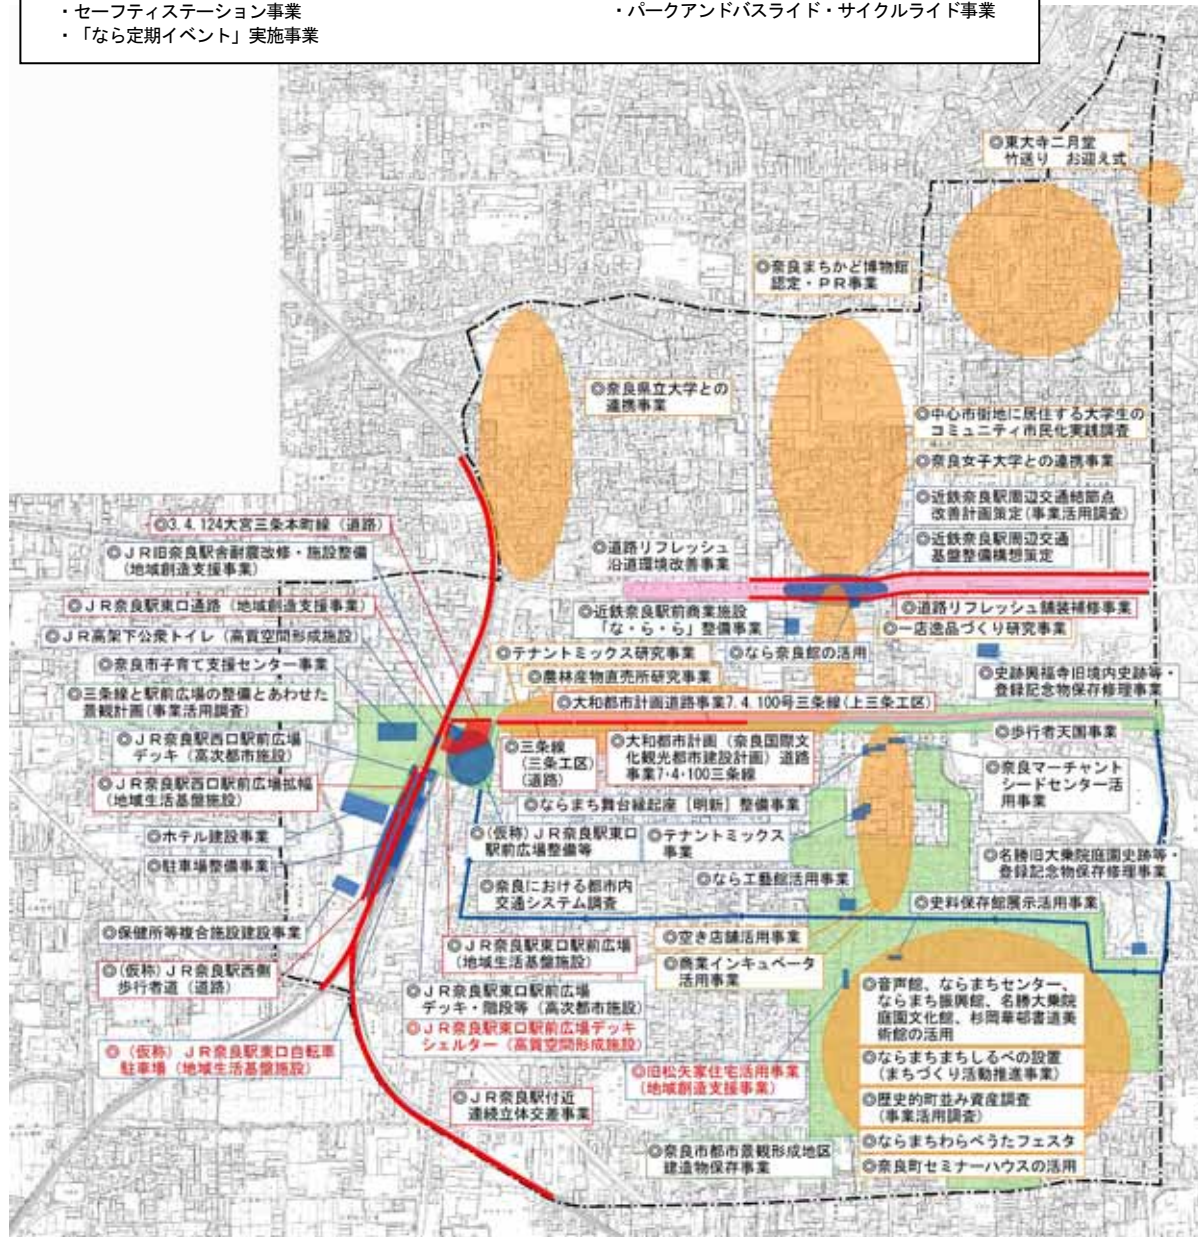 ・セーフティステーション事業
・パークアンドバスライド・サイクルライド事業
・「なら定期イベント」実施事業
◎東大寺二月堂
竹送り　お迎え式
◎奈良まちかど博物館
認定・ＰＲ事業
◎奈良県立大学との
連携事業
◎中心市街地に居住する大学生の
コミュニティ市民化実践調査
◎奈良女子大学との連携事業
◎近鉄奈良駅周辺交通結節点
改善計画策定(事業活用調査)
◎近鉄奈良駅周辺交通
基盤整備構想策定
◎道路リフレッシュ
沿道環境改善事業
◎3.4.124大宮三条本町線（道路）
◎ＪＲ旧奈良駅舎耐震改修・施設整備
(地域創造支援事業)
◎ＪＲ奈良駅東口通路（地域創造支援事業）
◎ＪＲ高架下公衆トイレ（高質空間形成施設）
◎奈良市子育て支援センター事業
◎三条線と駅前広場の整備とあわせた
景観計画(事業活用調査)
◎ＪＲ奈良駅西口駅前広場
デッキ（高次都市施設）
◎ＪＲ奈良駅西口駅前広場拡幅
(地域生活基盤施設)
◎ホテル建設事業
◎駐車場整備事業
◎保健所等複合施設建設事業
◎(仮称)ＪＲ奈良駅西側
歩行者道（道路）
◎（仮称）ＪＲ奈良駅東口自転車
駐車場（地域生活基盤施設）
◎近鉄奈良駅前商業施設
「な・ら・ら」整備事業
◎道路リフレッシュ舗装補修事業
◎一店逸品づくり研究事業
◎テナントミックス研究事業
◎なら奈良館の活用
◎農林産物直売所研究事業
◎史跡興福寺旧境内史跡等・
登録記念物保存修理事業
◎大和都市計画道路事業7.4.100号三条線(上三条工区)
◎三条線
(三条工区)
(道路)
◎大和都市計画（奈良国際文
化観光都市建設計画）道路
事業7・4・100三条線
◎歩行者天国事業
◎奈良マーチャント
シードセンター活
用事業
◎ならまち舞台縁起座［明新］整備事業
◎(仮称)ＪＲ奈良駅東口
駅前広場整備等
◎テナントミックス
事業
◎名勝旧大乗院庭園史跡等・
登録記念物保存修理事業
◎なら工藝館活用事業
◎奈良における都市内
交通システム調査
◎史料保存館展示活用事業
◎空き店舗活用事業
◎ＪＲ奈良駅東口駅前広場
(地域生活基盤施設)
◎商業インキュベータ
活用事業
◎ＪＲ奈良駅東口駅前広場
デッキ・階段等（高次都市施設）
◎ＪＲ奈良駅東口駅前広場デッキ
シェルター（高質空間形成施設）
◎音声館、ならまちセンター、
ならまち振興館、名勝大乗院
庭園文化館、杉岡華邨書道美
術館の活用
◎旧松矢家住宅活用事業
(地域創造支援事業)
◎ならまちまちしるべの設置
(まちづくり活動推進事業)
◎歴史的町並み資産調査
(事業活用調査)
◎ＪＲ奈良駅付近
連続立体交差事業
◎ならまちわらべうたフェスタ
◎奈良市都市景観形成地区
建造物保存事業
◎奈良町セミナーハウスの活用